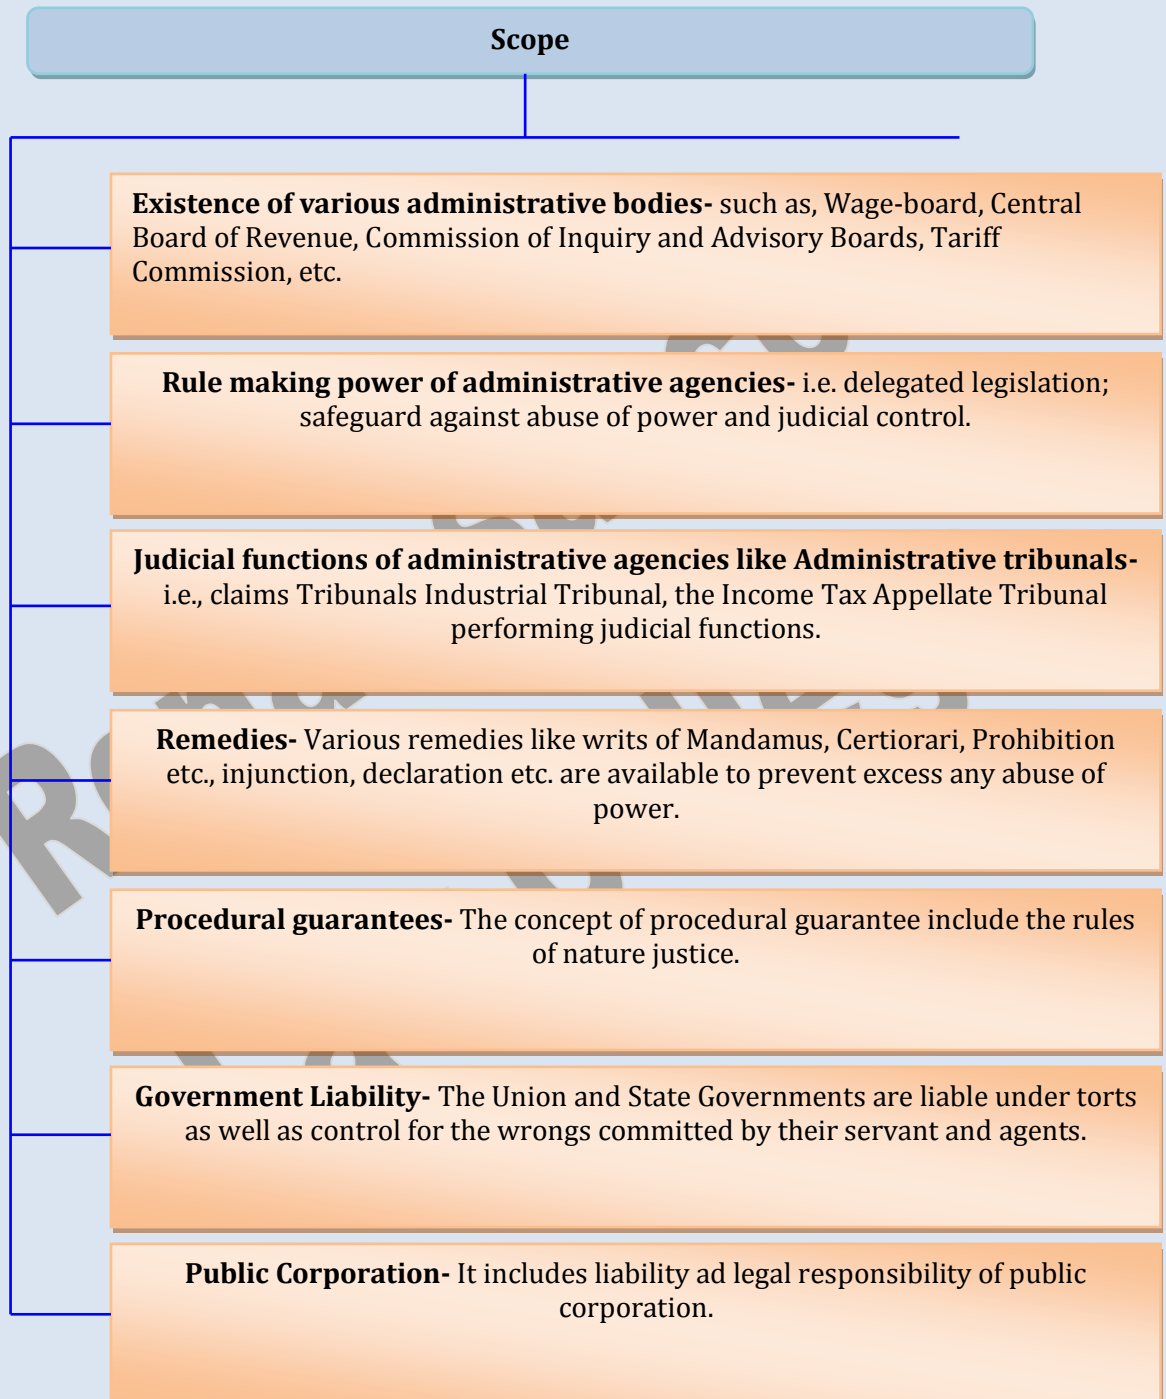 Scope
Existence of various administrative bodies- such as, Wage-board, Central
Board of Revenue, Commission of Inquiry and Advisory Boards, Tariff
Commission, etc.
Rule making power of administrative agencies- i.e. delegated legislation;
safeguard against abuse of power and judicial control.
Judicial functions of administrative agencies like Administrative tribunals-
i.e., claims Tribunals Industrial Tribunal, the Income Tax Appellate Tribunal
performing judicial functions.
Remedies- Various remedies like writs of Mandamus, Certiorari, Prohibition
etc., injunction, declaration etc. are available to prevent excess any abuse of
power.
Procedural guarantees- The concept of procedural guarantee include the rules
of nature justice.
Government Liability- The Union and State Governments are liable under torts
as well as control for the wrongs committed by their servant and agents.
Public Corporation- It includes liability ad legal responsibility of public
corporation.